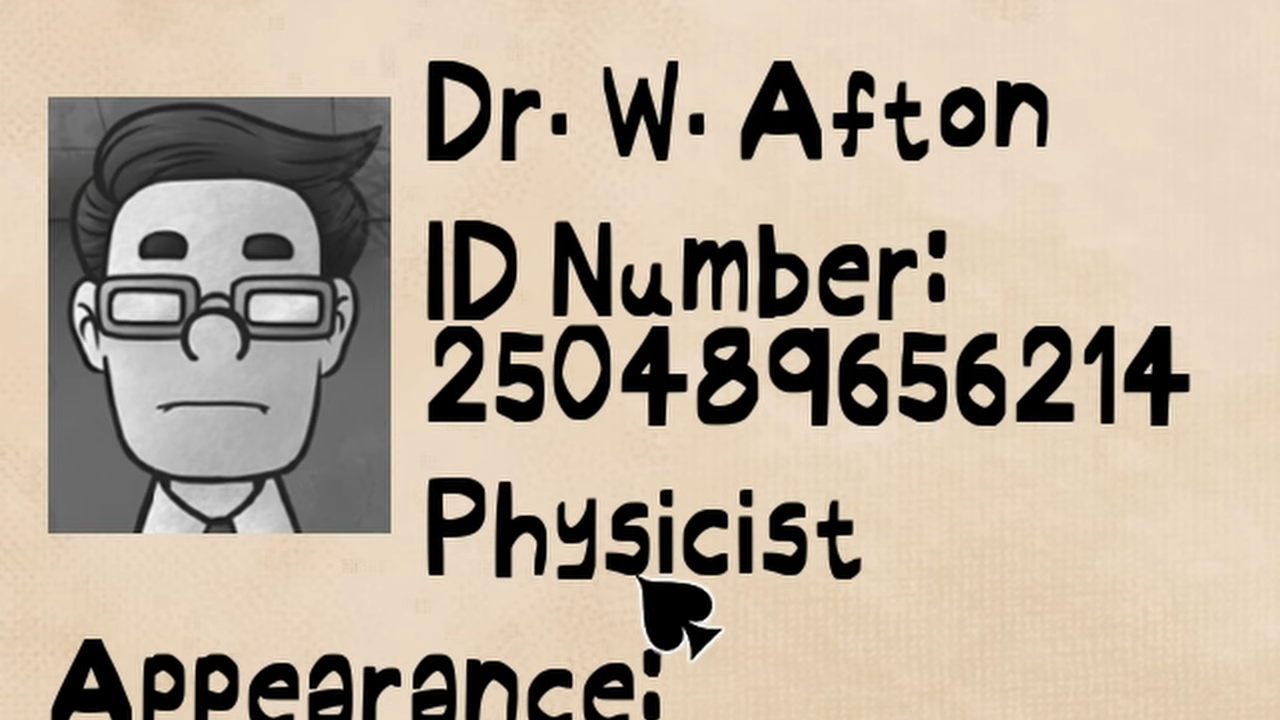 Dr. W. Afton
ID Number:
250489656214
Physicist
Appearance: